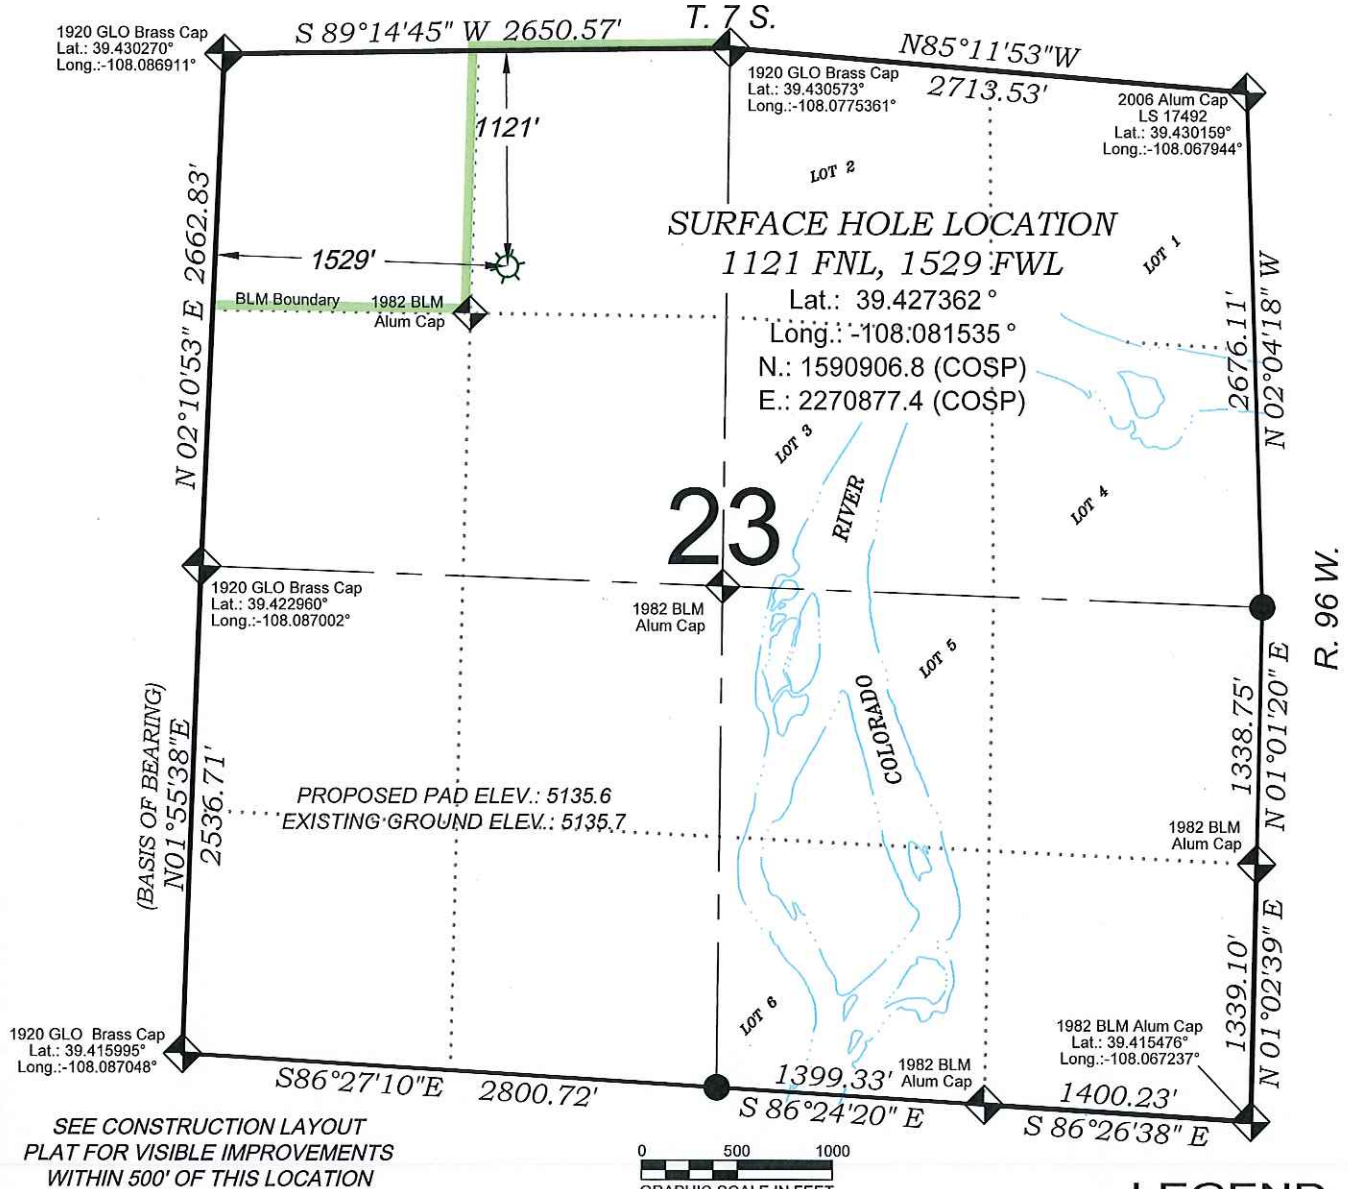 T. 7 S.
S 89°14'45" W 2650.57'
1920 GLO Brass Cap
Lat.: 39.430270°
Long.:-108.086911°
N85°11'53"W
2713.53'
1920 GLO Brass Cap
Lat.: 39.430573°
Long.:-108.0775361°
2006 Alum Cap
LS 17492
Lat.: 39.430159°
Long.:-108.067944°
1121'
LOT 2
N 02°10'53" E 2662.83'
SURFACE HOLE LOCATION
1121 FNL, 1529 FWL
Lat.: 39.427362 °
Long.: -108.081535 °
N.: 1590906.8 (COSP)
E.: 2270877.4 (COSP)
LOT 1
1529'
BLM Boundary
1982 BLM
Alum Cap
2676.11'
N 02°04'18" W
LOT 3
RIVER
LOT 4
23
R. 96 W.
1920 GLO Brass Cap
Lat.: 39.422960°
Long.:-108.087002°
1982 BLM
Alum Cap
LOT 5
COLORADO
(BASIS OF BEARING)
N01°55'38"E
2536.71'
1338.75'
N 01°01'20" E
PROPOSED PAD ELEV.: 5135.6
EXISTING GROUND ELEV.: 5135.7
1982 BLM
Alum Cap
1339.10'
N 01°02'39" E
LOT 6
1920 GLO Brass Cap
Lat.: 39.415995°
Long.:-108.087048°
1982 BLM Alum Cap
Lat.: 39.415476°
Long.:-108.067237°
1982 BLM
Alum Cap
S86°27'10"E 2800.72'
1399.33'
S 86°24'20" E
1400.23'
S 86°26'38" E
SEE CONSTRUCTION LAYOUT
PLAT FOR VISIBLE IMPROVEMENTS
WITHIN 500' OF THIS LOCATION
0 500 1000
GRAPHIC SCALE IN FEET
LEGEND